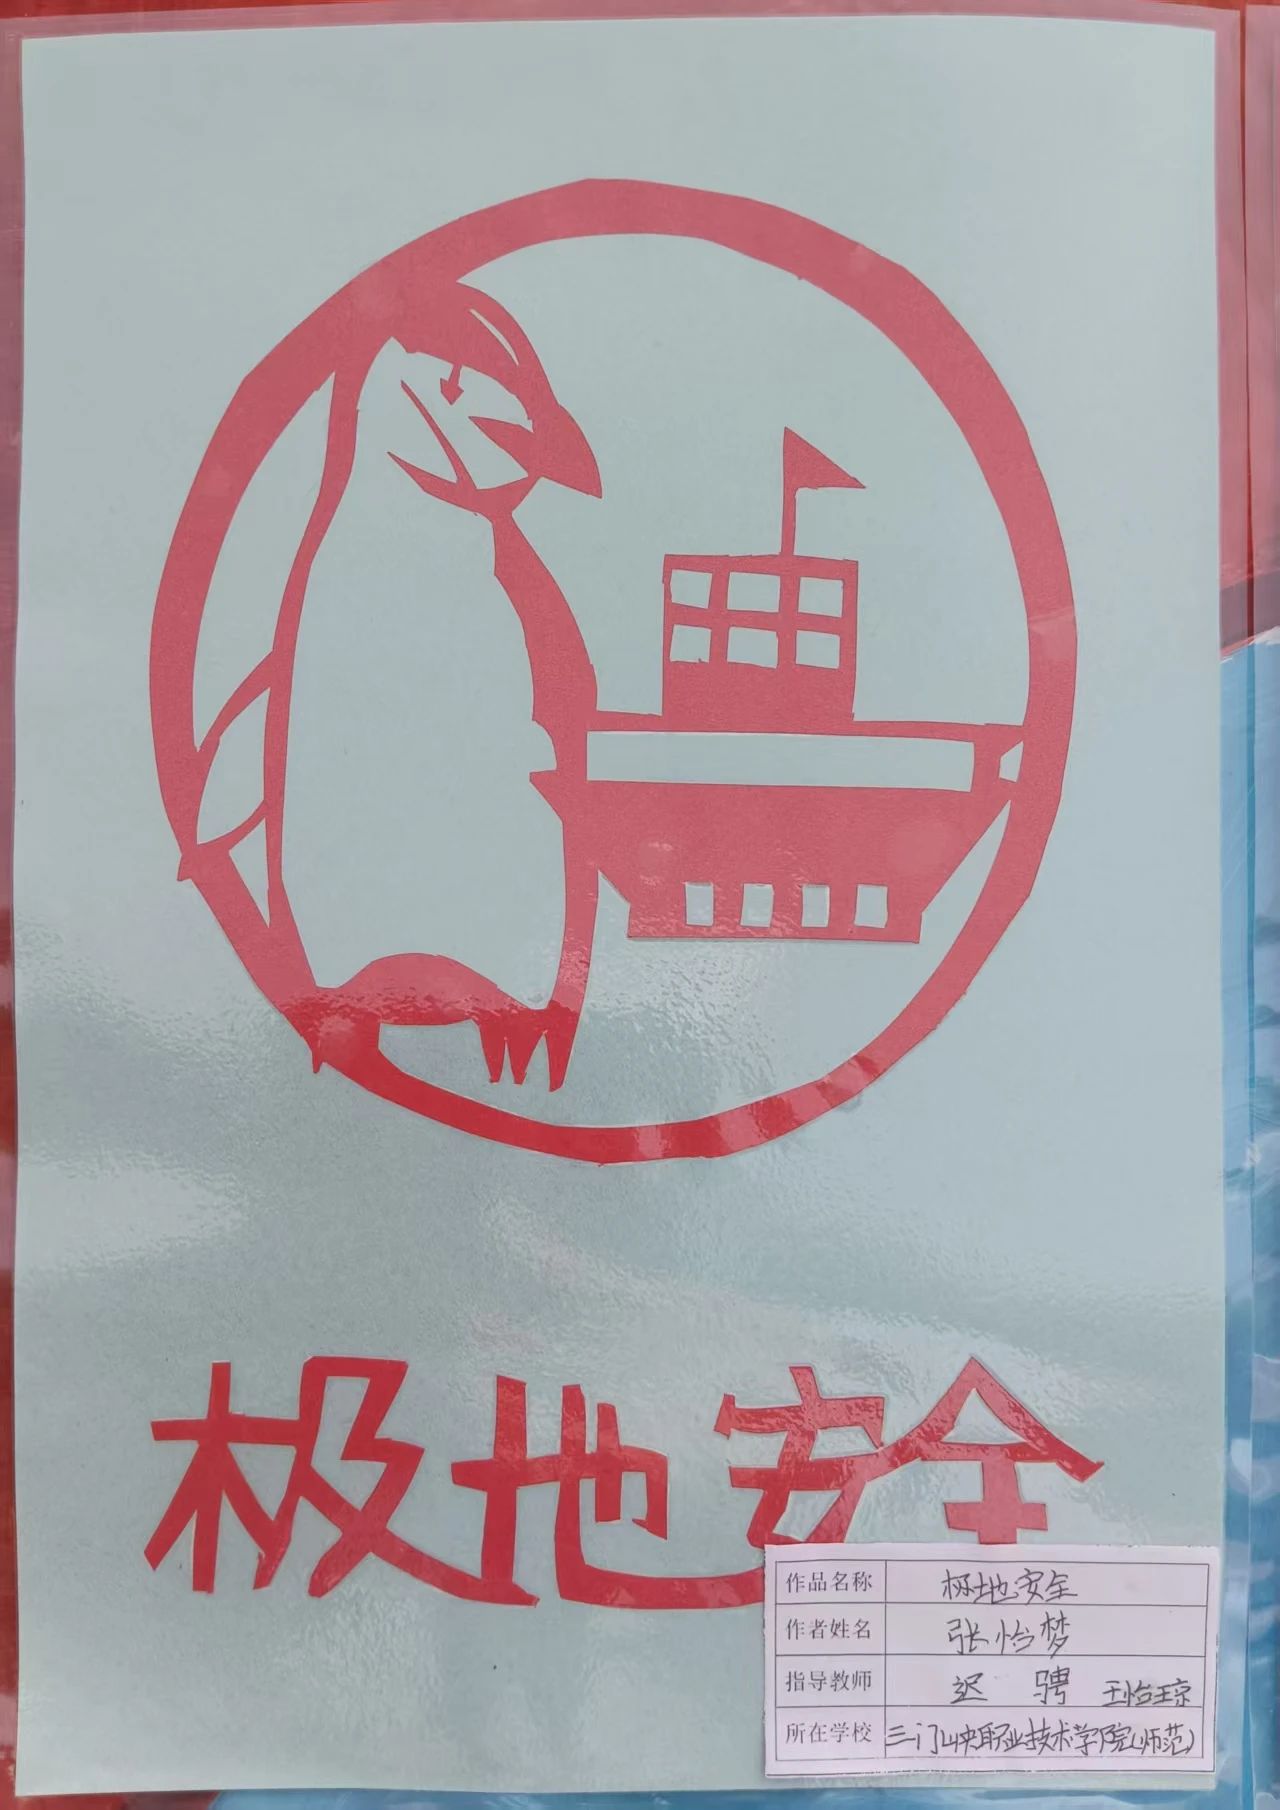 极地安全
作品名称 极地安全
作者姓名 张怡梦
指导教师 迟骋 王怡琼
所在学校 三门峡职业技术学院(师范)